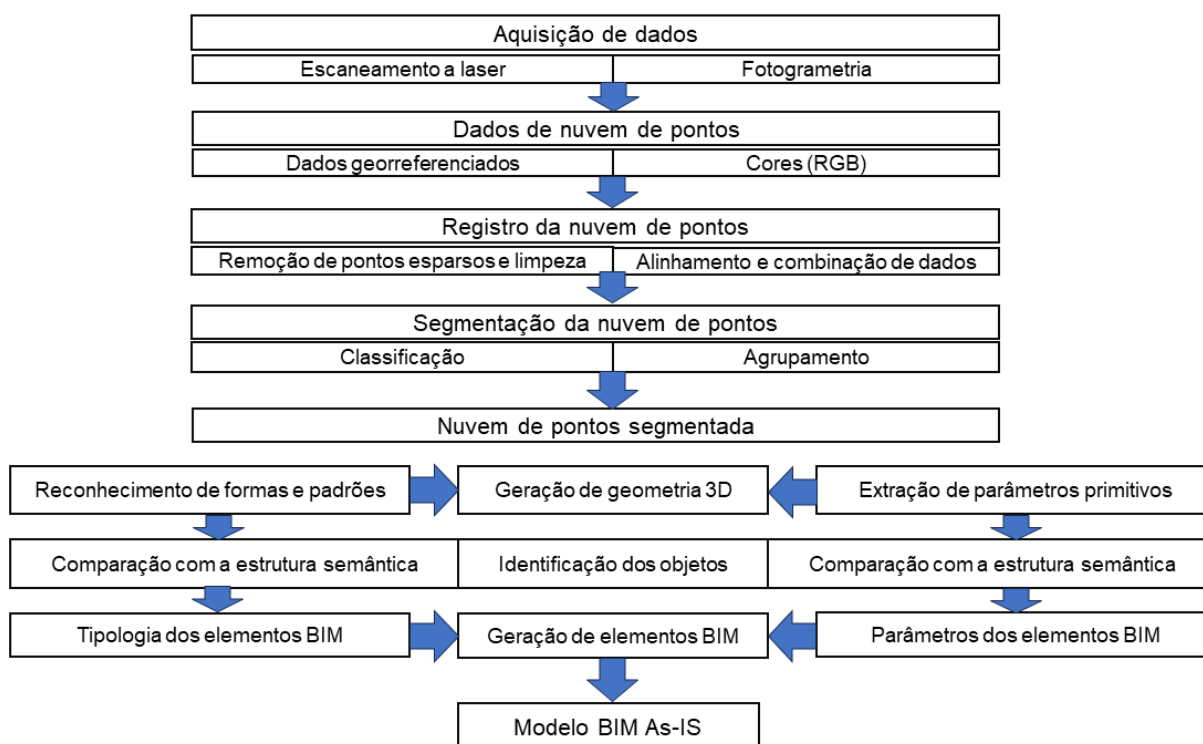 Aquisição de dados
Escaneamento a laser
Fotogrametria
Dados de nuvem de pontos
Dados georreferenciados
Cores (RGB)
Registro da nuvem de pontos
Remoção de pontos esparsos e limpeza
Alinhamento e combinação de dados
Segmentação da nuvem de pontos
Classificação
Agrupamento
Nuvem de pontos segmentada
Reconhecimento de formas e padrões
Geração de geometria 3D
Extração de parâmetros primitivos
Comparação com a estrutura semântica
Identificação dos objetos
Comparação com a estrutura semântica
Tipologia dos elementos BIM
Geração de elementos BIM
Parâmetros dos elementos BIM
Modelo BIM As-IS